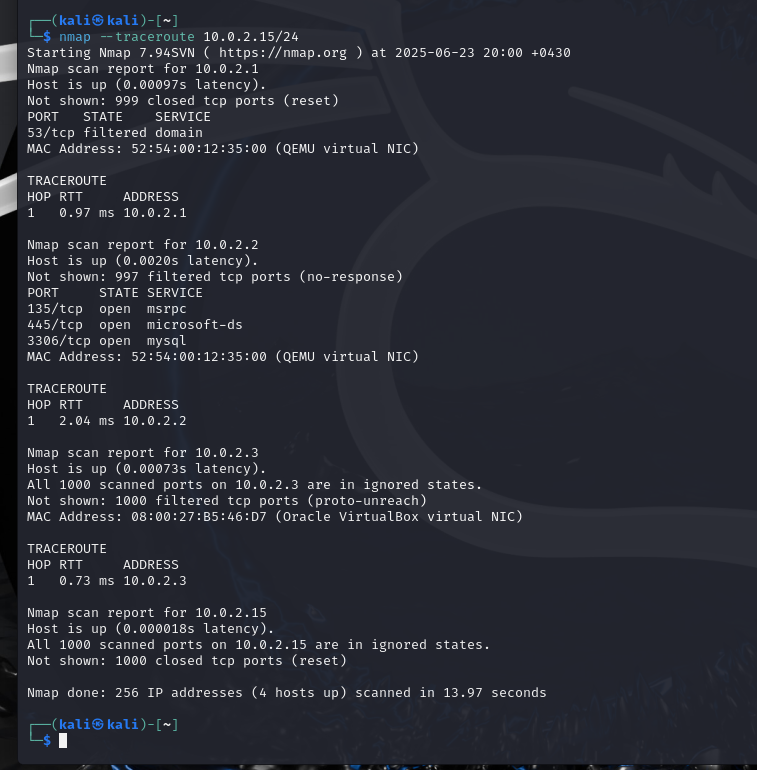 ┌──(kali㉿kali)-[~]
└─$ nmap --traceroute 10.0.2.15/24
Starting Nmap 7.94SVN ( https://nmap.org ) at 2025-06-23 20:00 +0430
Nmap scan report for 10.0.2.1
Host is up (0.00097s latency).
Not shown: 999 closed tcp ports (reset)
PORT   STATE    SERVICE
53/tcp filtered domain
MAC Address: 52:54:00:12:35:00 (QEMU virtual NIC)

TRACEROUTE
HOP RTT     ADDRESS
1   0.97 ms 10.0.2.1

Nmap scan report for 10.0.2.2
Host is up (0.0020s latency).
Not shown: 997 filtered tcp ports (no-response)
PORT     STATE SERVICE
135/tcp  open  msrpc
445/tcp  open  microsoft-ds
3306/tcp open  mysql
MAC Address: 52:54:00:12:35:00 (QEMU virtual NIC)

TRACEROUTE
HOP RTT     ADDRESS
1   2.04 ms 10.0.2.2

Nmap scan report for 10.0.2.3
Host is up (0.00073s latency).
All 1000 scanned ports on 10.0.2.3 are in ignored states.
Not shown: 1000 filtered tcp ports (proto-unreach)
MAC Address: 08:00:27:B5:46:D7 (Oracle VirtualBox virtual NIC)

TRACEROUTE
HOP RTT     ADDRESS
1   0.73 ms 10.0.2.3

Nmap scan report for 10.0.2.15
Host is up (0.000018s latency).
All 1000 scanned ports on 10.0.2.15 are in ignored states.
Not shown: 1000 closed tcp ports (reset)

Nmap done: 256 IP addresses (4 hosts up) scanned in 13.97 seconds

┌──(kali㉿kali)-[~]
└─$